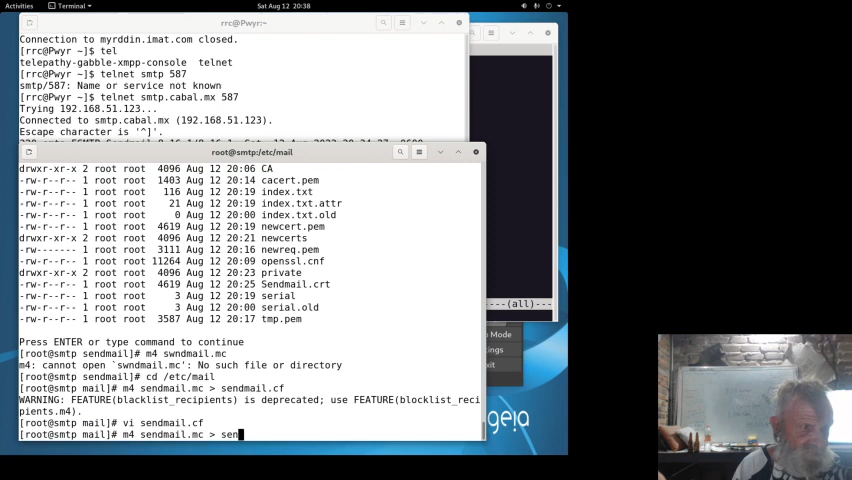 Activities Terminal Sat Aug 12 20:38
rrc@Pwyr:~
Connection to myrddin.imat.com closed.
[rrc@Pwyr ~]$ tel
telepathy-gabble-xmpp-console telnet
[rrc@Pwyr ~]$ telnet smtp 587
smtp/587: Name or service not known
[rrc@Pwyr ~]$ telnet smtp.cabal.mx 587
Trying 192.168.51.123...
Connected to smtp.cabal.mx (192.168.51.123).
Escape character is '^]'.
root@smtp:/etc/mail
drwxr-xr-x 2 root root 4096 Aug 12 20:06 CA
-rw-r--r-- 1 root root 1403 Aug 12 20:14 cacert.pem
-rw-r--r-- 1 root root 116 Aug 12 20:19 index.txt
-rw-r--r-- 1 root root 21 Aug 12 20:19 index.txt.attr
-rw-r--r-- 1 root root 0 Aug 12 20:00 index.txt.old
-rw-r--r-- 1 root root 4619 Aug 12 20:19 newcert.pem
drwxr-xr-x 2 root root 4096 Aug 12 20:21 newcerts
-rw------- 1 root root 3111 Aug 12 20:16 newreq.pem
-rw-r--r-- 1 root root 11264 Aug 12 20:09 openssl.cnf
drwxr-xr-x 2 root root 4096 Aug 12 20:23 private
-rw-r--r-- 1 root root 4619 Aug 12 20:25 Sendmail.crt
-rw-r--r-- 1 root root 3 Aug 12 20:19 serial
-rw-r--r-- 1 root root 3 Aug 12 20:00 serial.old
-rw-r--r-- 1 root root 3587 Aug 12 20:17 tmp.pem
Press ENTER or type command to continue
[root@smtp sendmail]# m4 swndmail.mc
m4: cannot open `swndmail.mc': No such file or directory
[root@smtp sendmail]# cd /etc/mail
[root@smtp mail]# m4 sendmail.mc > sendmail.cf
WARNING: FEATURE(blacklist_recipients) is deprecated; use FEATURE(blocklist_reci
pients.m4).
[root@smtp mail]# vi sendmail.cf
[root@smtp mail]# m4 sendmail.mc > sen
---(all)---
Mode
geia